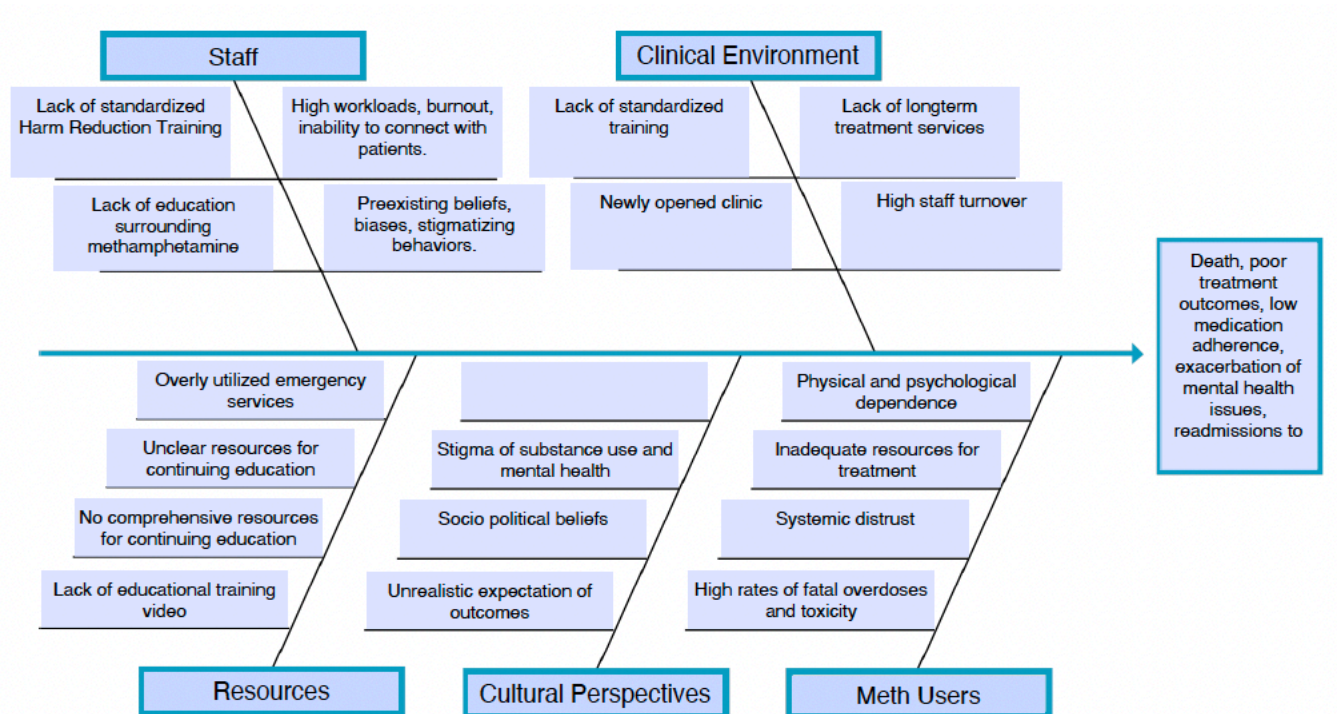 Staff
Lack of standardized
Harm Reduction Training
High workloads, burnout,
inability to connect with
patients.
Lack of education
surrounding
methamphetamine
Preexisting beliefs,
biases, stigmatizing
behaviors.
Clinical Environment
Lack of standardized
training
Lack of longterm
treatment services
Newly opened clinic
High staff turnover
Death, poor
treatment
outcomes, low
medication
adherence,
exacerbation of
mental health
issues,
readmissions to
Overly utilized emergency
services
Unclear resources for
continuing education
No comprehensive resources
for continuing education
Lack of educational training
video
Resources
Stigma of substance use and
mental health
Socio political beliefs
Unrealistic expectation of
outcomes
Cultural Perspectives
Physical and psychological
dependence
Inadequate resources for
treatment
Systemic distrust
High rates of fatal overdoses
and toxicity
Meth Users